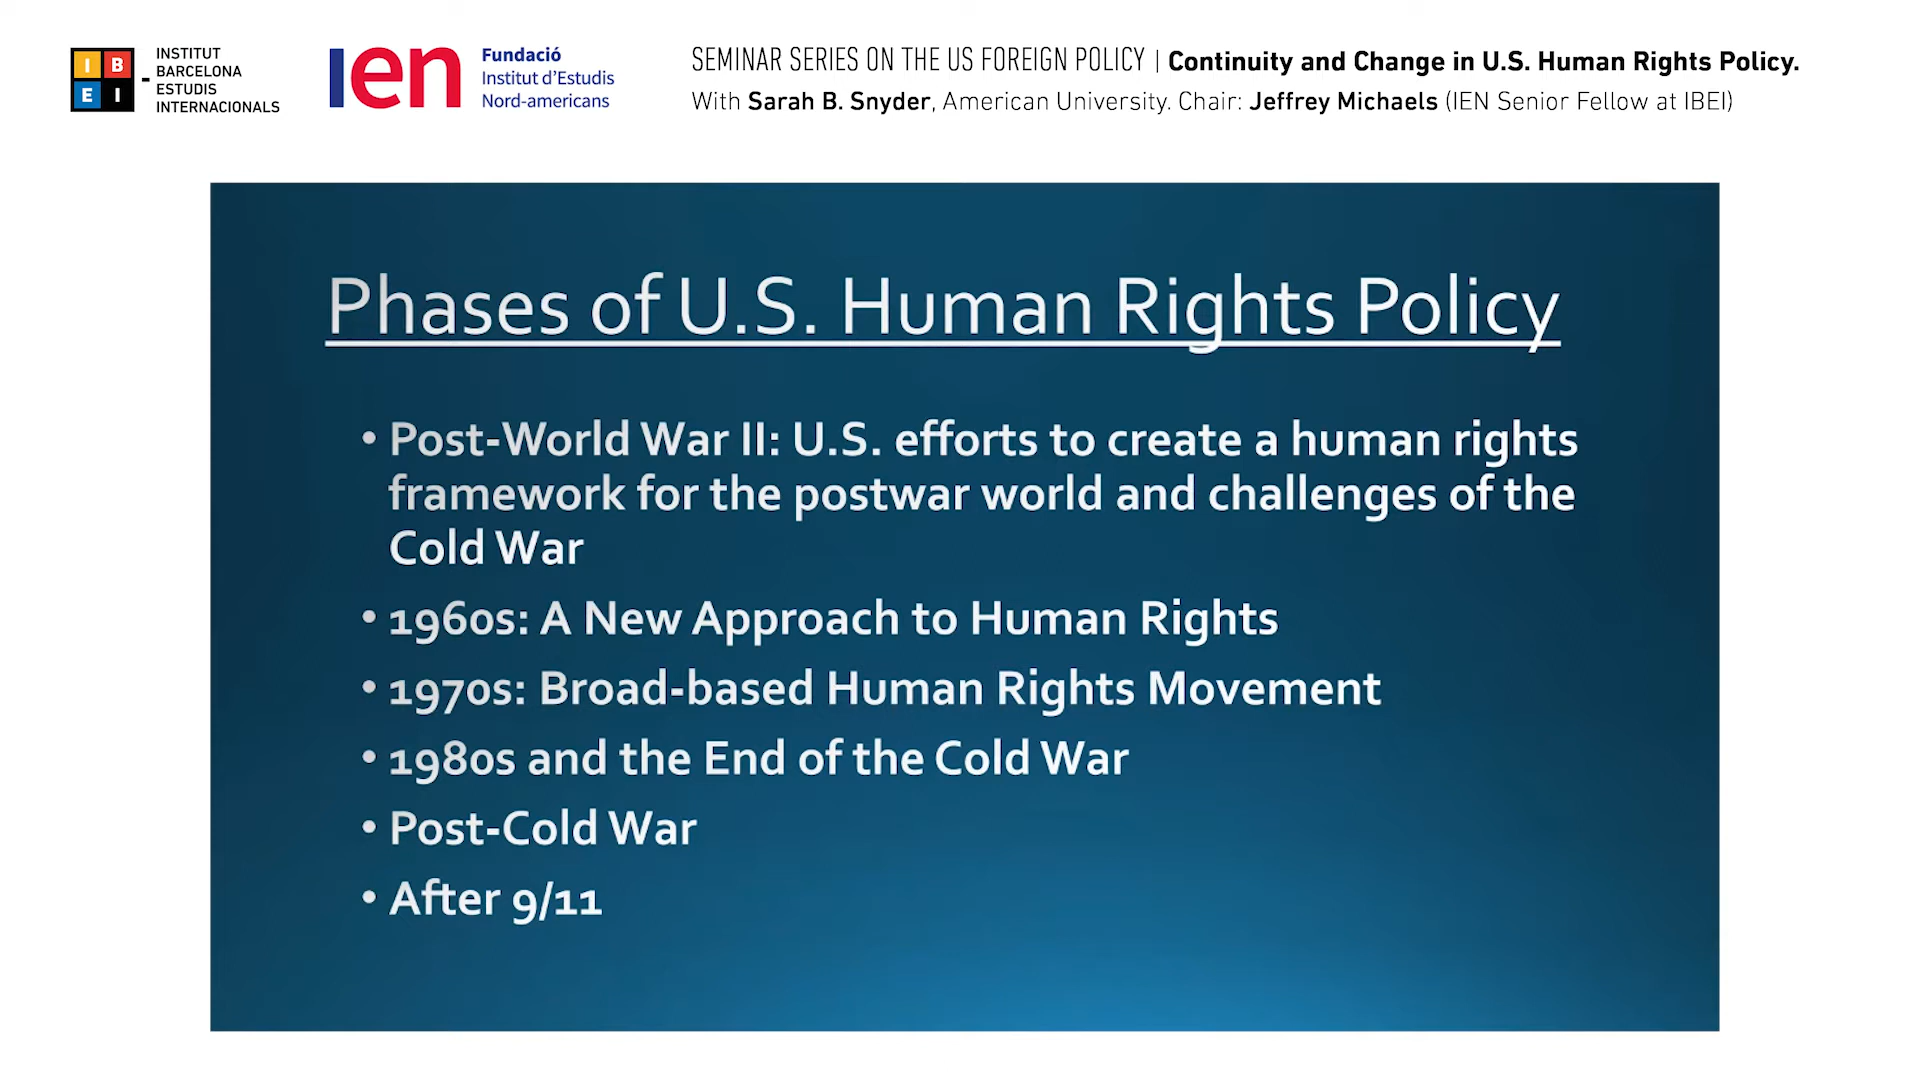 I B
E I
INSTITUT
BARCELONA
ESTUDIS
INTERNACIONALS
ien
Fundació
Institut d'Estudis
Nord-americans
SEMINAR SERIES ON THE US FOREIGN POLICY | Continuity and Change in U.S. Human Rights Policy.
With Sarah B. Snyder, American University. Chair: Jeffrey Michaels (IEN Senior Fellow at IBEI)
Phases of U.S. Human Rights Policy
• Post-World War II: U.S. efforts to create a human rights
framework for the postwar world and challenges of the
Cold War
• 1960s: A New Approach to Human Rights
• 1970s: Broad-based Human Rights Movement
• 1980s and the End of the Cold War
• Post-Cold War
• After 9/11